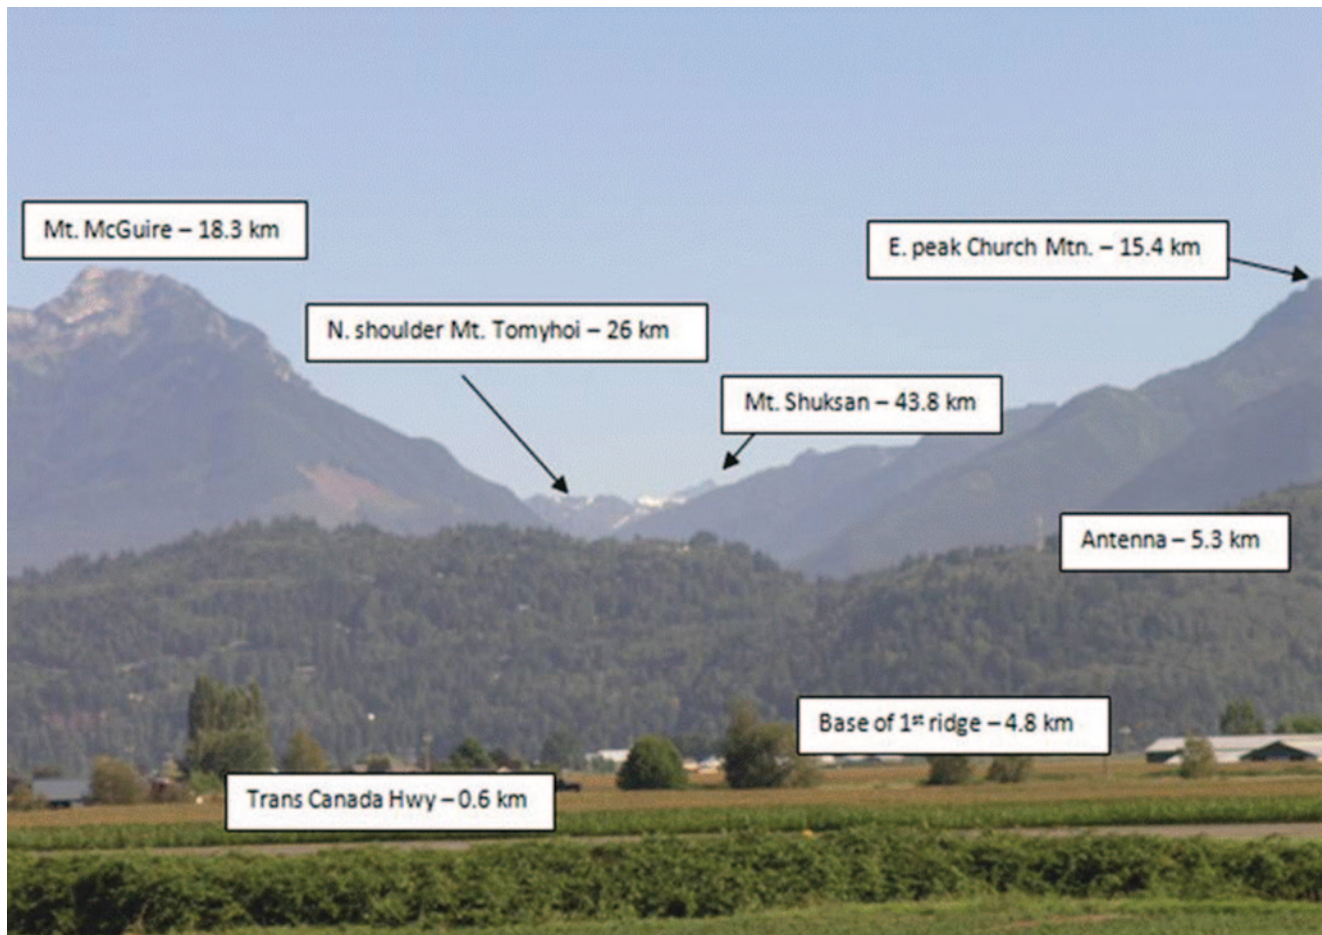 Mt. McGuire – 18.3 km
E. peak Church Mtn. – 15.4 km
N. shoulder Mt. Tomyhoi – 26 km
Mt. Shuksan – 43.8 km
Antenna – 5.3 km
Base of 1st ridge – 4.8 km
Trans Canada Hwy – 0.6 km